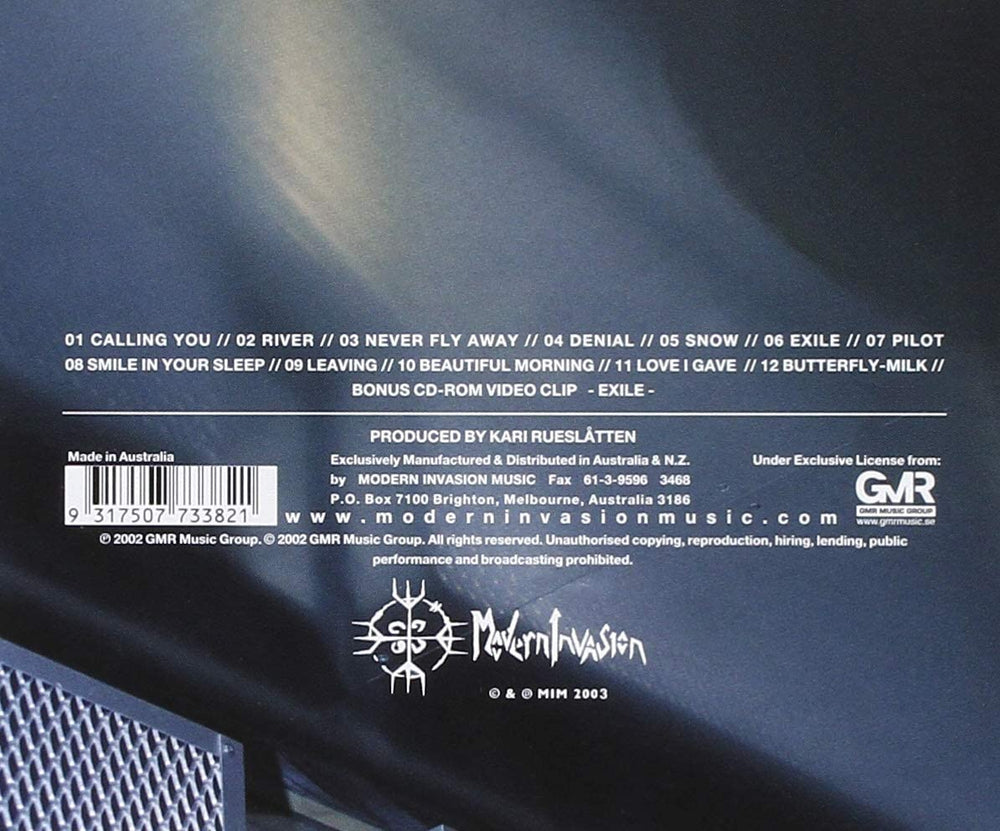 01 CALLING YOU // 02 RIVER // 03 NEVER FLY AWAY // 04 DENIAL // 05 SNOW // 06 EXILE // 07 PILOT
08 SMILE IN YOUR SLEEP // 09 LEAVING // 10 BEAUTIFUL MORNING // 11 LOVE I GAVE // 12 BUTTERFLY-MILK //
BONUS CD-ROM VIDEO CLIP - EXILE -
PRODUCED BY KARI RUESLÅTTEN
Made in Australia
9 317507 733821
Exclusively Manufactured & Distributed in Australia & N.Z.
by MODERN INVASION MUSIC Fax 61-3-9596 3468
P.O. Box 7100 Brighton, Melbourne, Australia 3186
www.moderninvasionmusic.com
Under Exclusive License from:
GMR
GMR MUSIC GROUP
www.gmrmusic.se
℗ 2002 GMR Music Group. © 2002 GMR Music Group. All rights reserved. Unauthorised copying, reproduction, hiring, lending, public
performance and broadcasting prohibited.
Modern Invasion
© & ℗ MIM 2003